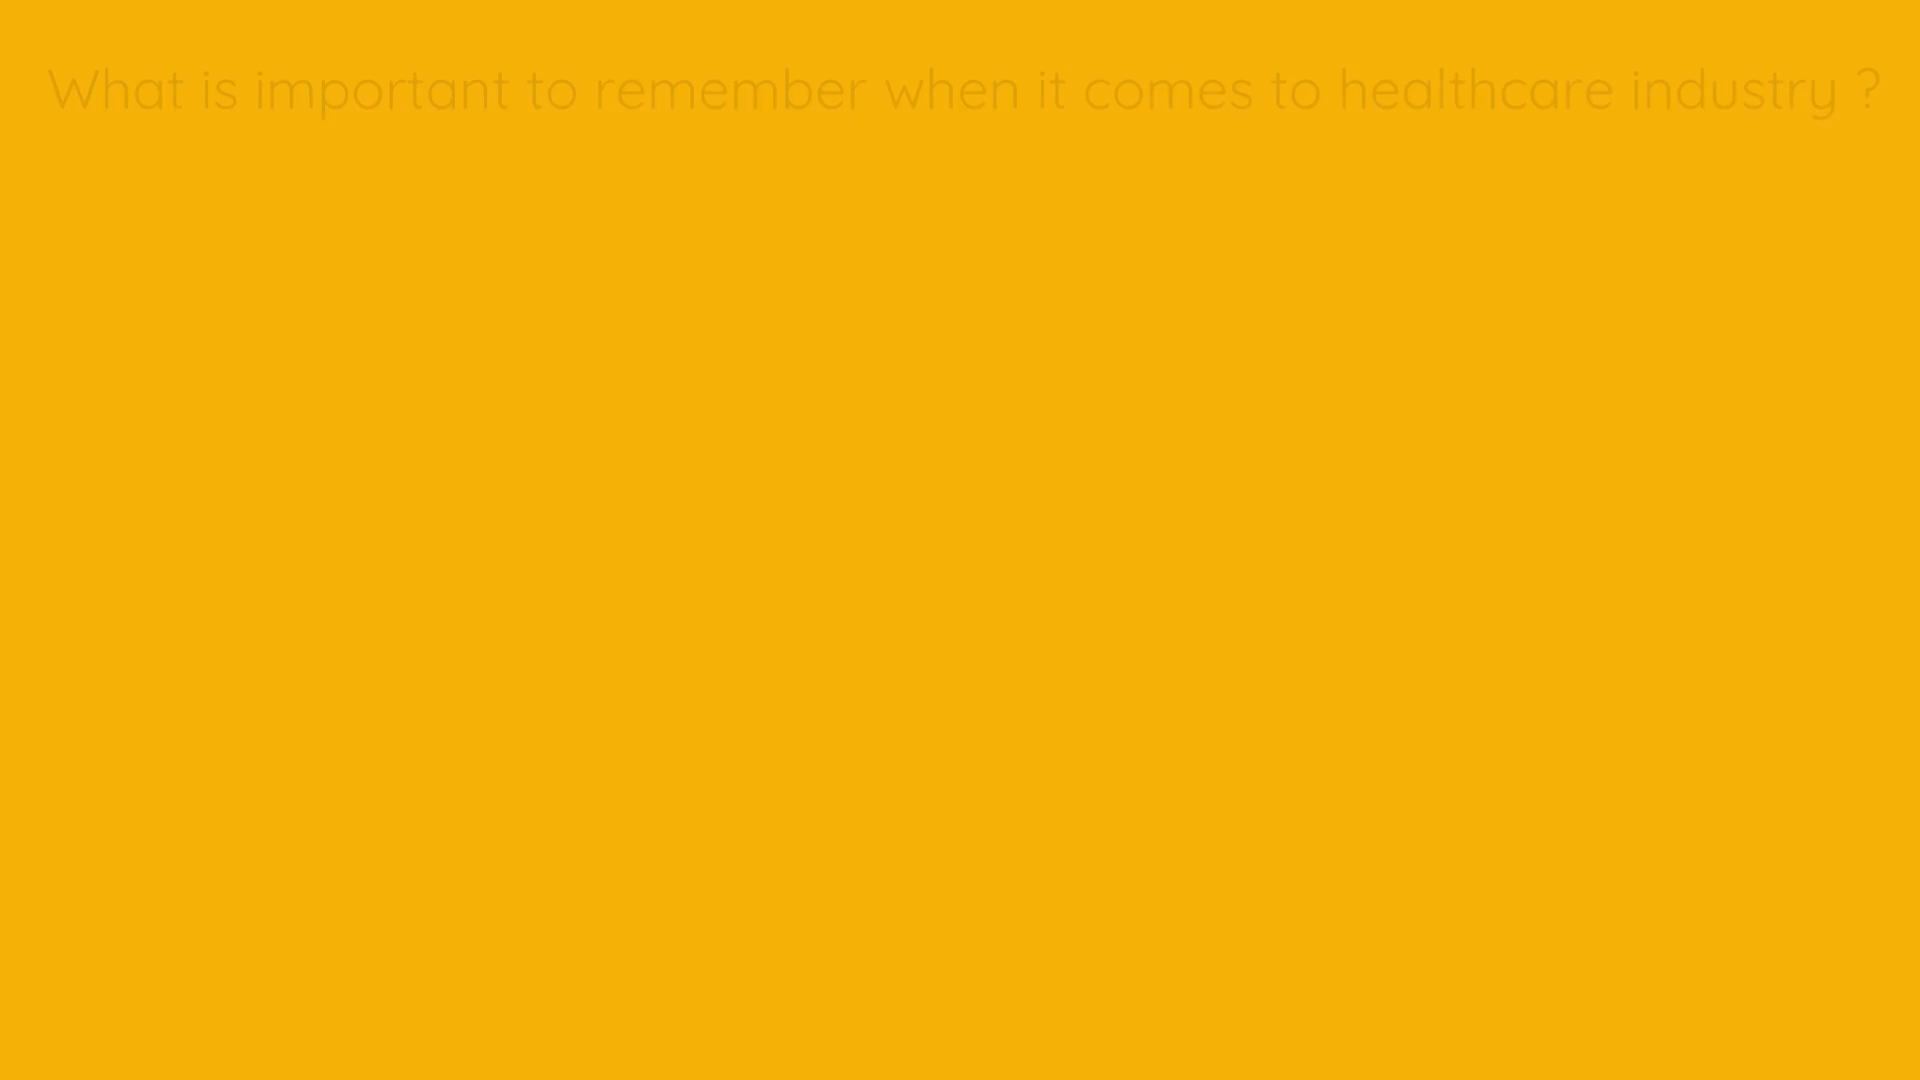 What is important to remember when it comes to healthcare industry ?